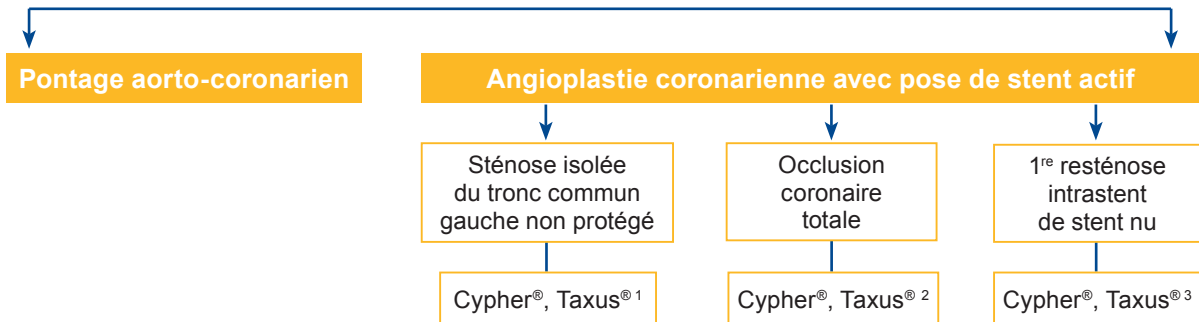 Pontage aorto-coronarien
Angioplastie coronarienne avec pose de stent actif
Sténose isolée
du tronc commun
gauche non protégé
Occlusion
coronaire
totale
1re resténose
intrastent
de stent nu
Cypher®, Taxus® 1
Cypher®, Taxus® 2
Cypher®, Taxus® 3